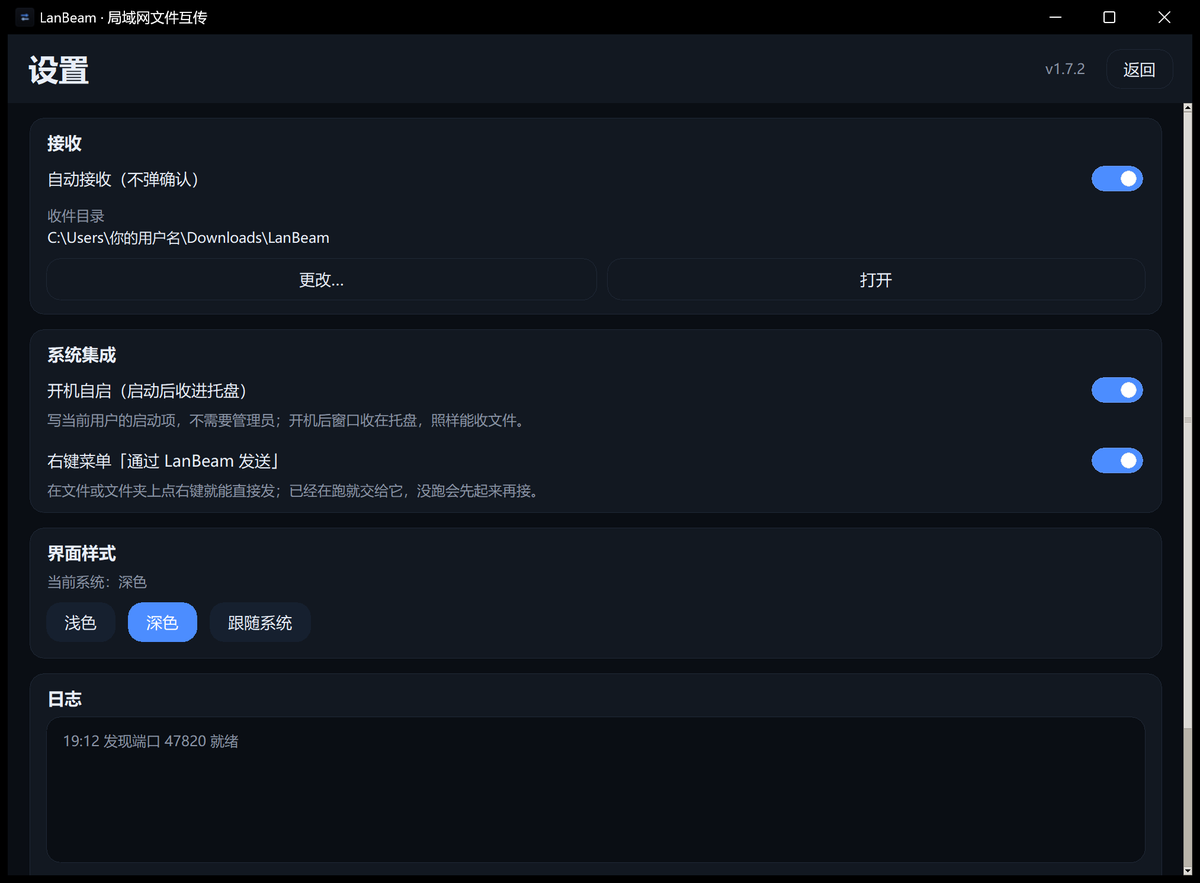 LanBeam · 局域网文件互传
设置
v1.7.2
返回
接收
自动接收（不弹确认）
收件目录
C:\Users\你的用户名\Downloads\LanBeam
更改...
打开
系统集成
开机自启（启动后收进托盘）
写当前用户的启动项，不需要管理员；开机后窗口收在托盘，照样能收文件。
右键菜单「通过 LanBeam 发送」
在文件或文件夹上点右键就能直接发；已经在跑就交给它，没跑会先起来再接。
界面样式
当前系统：深色
浅色
深色
跟随系统
日志
19:12 发现端口 47820 就绪